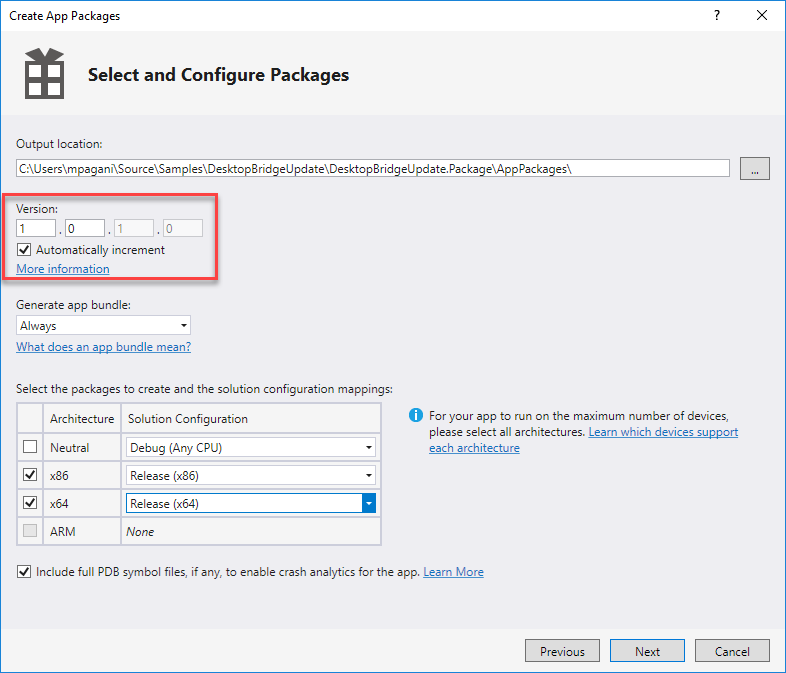 Create App Packages
?
Select and Configure Packages
Output location:
C:\Users\mpagani\Source\Samples\DesktopBridgeUpdate\DesktopBridgeUpdate.Package\AppPackages\
...
Version:
1 . 0 . 1 . 0
Automatically increment
More information
Generate app bundle:
Always
What does an app bundle mean?
Select the packages to create and the solution configuration mappings:
Architecture Solution Configuration
Neutral Debug (Any CPU)
x86 Release (x86)
x64 Release (x64)
ARM None
For your app to run on the maximum number of devices,
please select all architectures. Learn which devices support
each architecture
Include full PDB symbol files, if any, to enable crash analytics for the app. Learn More
Previous Next Cancel